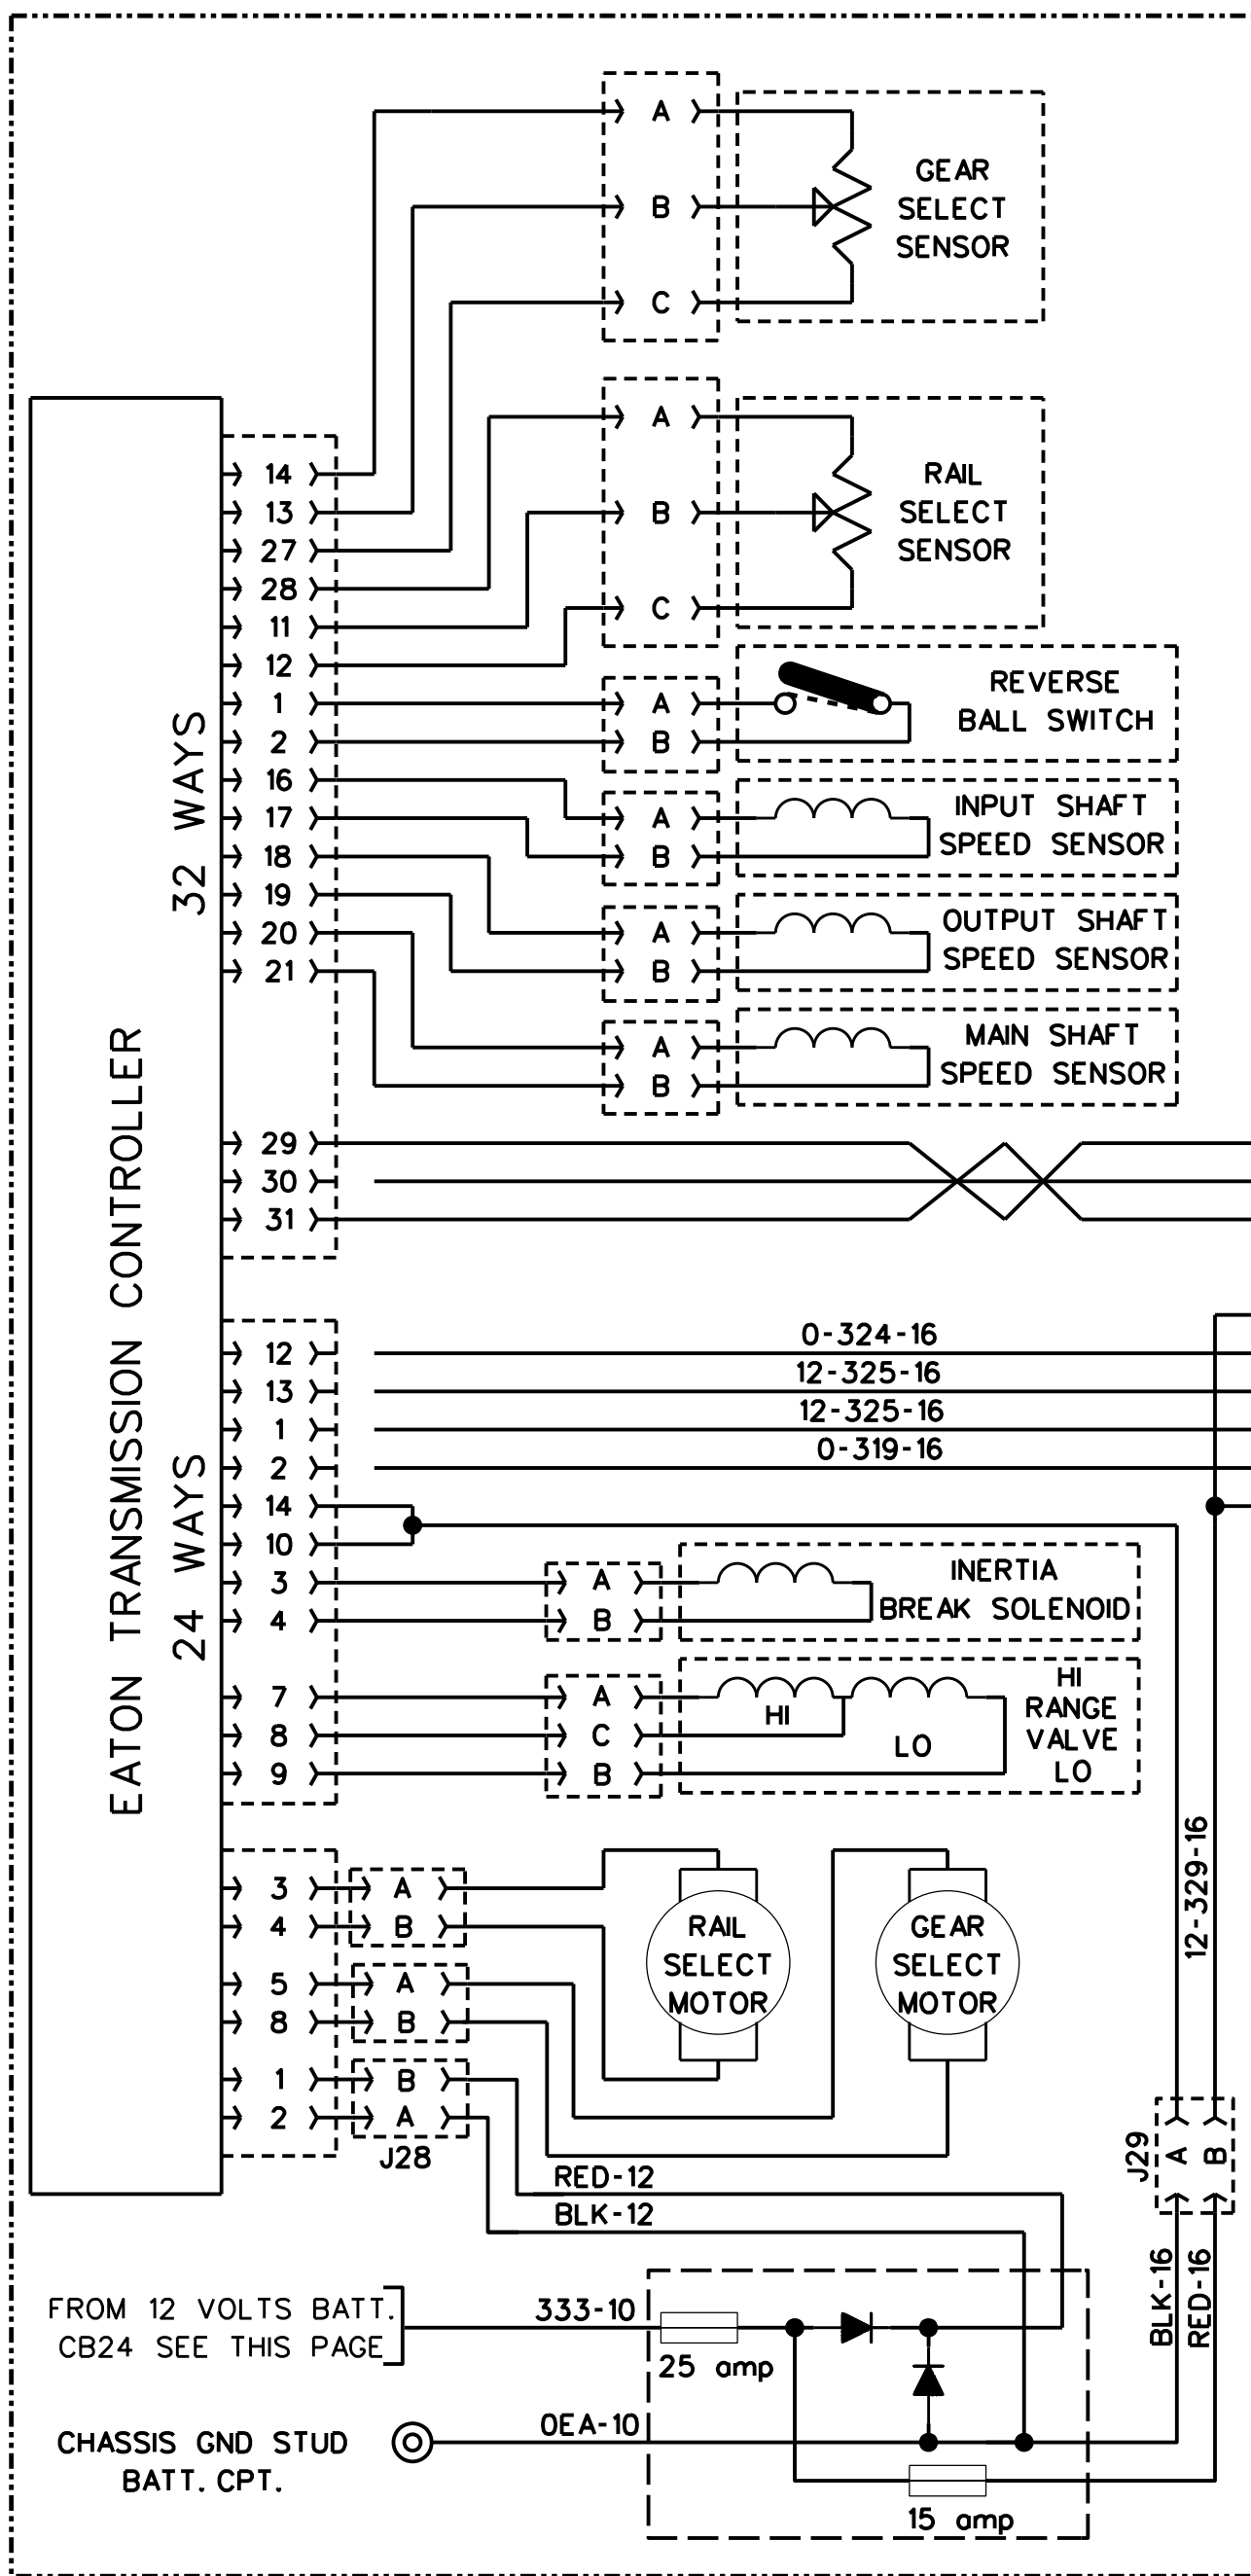 A
B
C
GEAR
SELECT
SENSOR
A
B
C
RAIL
SELECT
SENSOR
EATON TRANSMISSION CONTROLLER
32 WAYS
14
13
27
28
11
12
1
2
16
17
18
19
20
21
29
30
31
A
B
REVERSE
BALL SWITCH
A
B
INPUT SHAFT
SPEED SENSOR
A
B
OUTPUT SHAFT
SPEED SENSOR
A
B
MAIN SHAFT
SPEED SENSOR
24 WAYS
12
13
1
2
14
10
3
4
7
8
9
0-324-16
12-325-16
12-325-16
0-319-16
A
B
INERTIA
BREAK SOLENOID
A
C
B
HI
LO
HI
RANGE
VALVE
LO
12-329-16
3
4
5
8
1
2
A
B
A
B
B
A
J28
RAIL
SELECT
MOTOR
GEAR
SELECT
MOTOR
J29
A
B
RED-12
BLK-12
BLK-16
RED-16
FROM 12 VOLTS BATT.
CB24 SEE THIS PAGE
333-10
25 amp
CHASSIS GND STUD
BATT. CPT.
0EA-10
15 amp